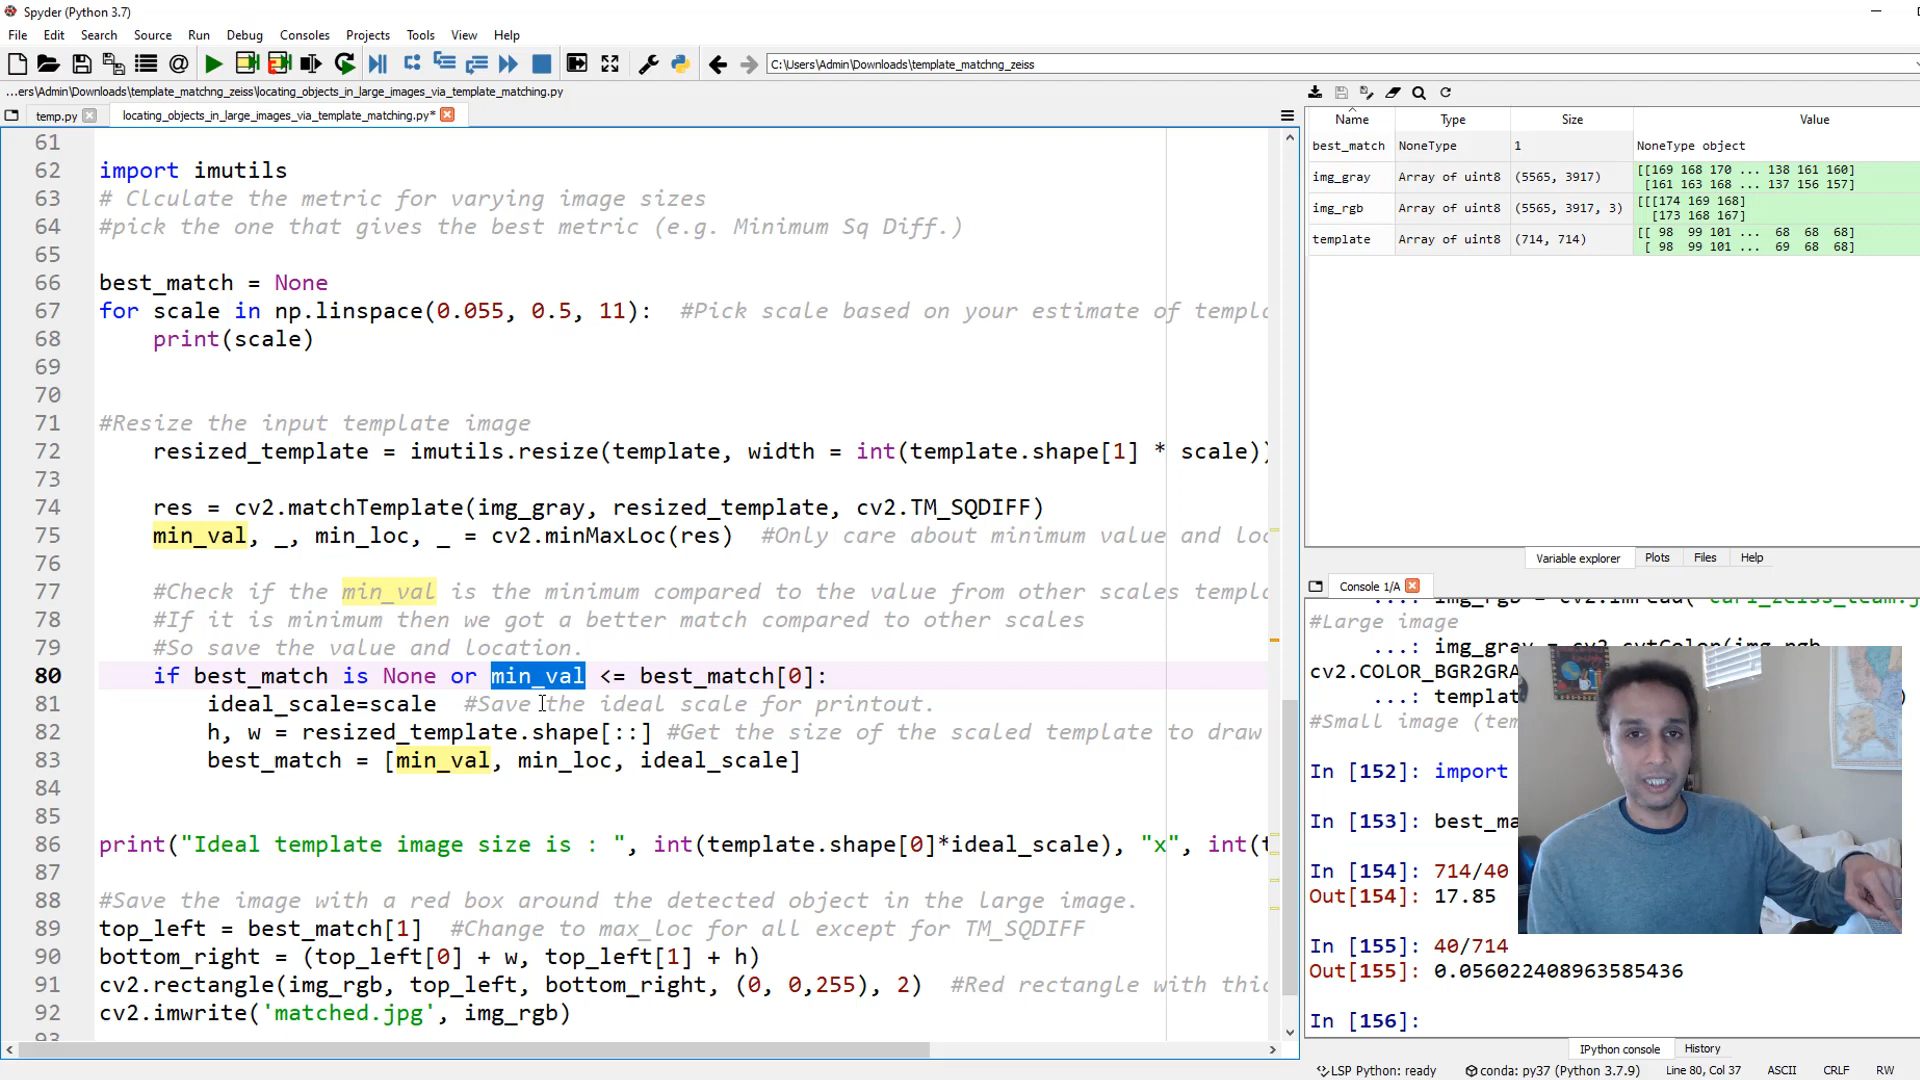 Spyder (Python 3.7)
File Edit Search Source Run Debug Consoles Projects Tools View Help
C:\Users\Admin\Downloads\template_matchng_zeiss
...ers\Admin\Downloads\template_matchng_zeiss\locating_objects_in_large_images_via_template_matching.py
temp.py locating_objects_in_large_images_via_template_matching.py*
61
62 import imutils
63 # Clculate the metric for varying image sizes
64 #pick the one that gives the best metric (e.g. Minimum Sq Diff.)
65
66 best_match = None
67 for scale in np.linspace(0.055, 0.5, 11): #Pick scale based on your estimate of templa
68 print(scale)
69
70
71 #Resize the input template image
72 resized_template = imutils.resize(template, width = int(template.shape[1] * scale))
73
74 res = cv2.matchTemplate(img_gray, resized_template, cv2.TM_SQDIFF)
75 min_val, _, min_loc, _ = cv2.minMaxLoc(res) #Only care about minimum value and loc
76
77 #Check if the min_val is the minimum compared to the value from other scales templa
78 #If it is minimum then we got a better match compared to other scales
79 #So save the value and location.
80 if best_match is None or min_val <= best_match[0]:
81 ideal_scale=scale #Save the ideal scale for printout.
82 h, w = resized_template.shape[::] #Get the size of the scaled template to draw
83 best_match = [min_val, min_loc, ideal_scale]
84
85
86 print("Ideal template image size is : ", int(template.shape[0]*ideal_scale), "x", int(t
87
88 #Save the image with a red box around the detected object in the large image.
89 top_left = best_match[1] #Change to max_loc for all except for TM_SQDIFF
90 bottom_right = (top_left[0] + w, top_left[1] + h)
91 cv2.rectangle(img_rgb, top_left, bottom_right, (0, 0,255), 2) #Red rectangle with thic
92 cv2.imwrite('matched.jpg', img_rgb)
93
Name Type Size Value
best_match NoneType 1 NoneType object
img_gray Array of uint8 (5565, 3917) [[169 168 170 ... 138 161 160]
[161 163 168 ... 137 156 157]
img_rgb Array of uint8 (5565, 3917, 3) [[[174 169 168]
[173 168 167]
template Array of uint8 (714, 714) [[ 98 99 101 ... 68 68 68]
[ 98 99 101 ... 69 68 68]
Variable explorer Plots Files Help
Console 1/A
#Large image
...: img_gray = cv2.cvtColor(img_rgb,
cv2.COLOR_BGR2GRA
...: templat
#Small image (tem
In [152]: import
In [153]: best_ma
In [154]: 714/40
Out[154]: 17.85
In [155]: 40/714
Out[155]: 0.056022408963585436
In [156]:
IPython console History
LSP Python: ready conda: py37 (Python 3.7.9) Line 80, Col 37 ASCII CRLF RW